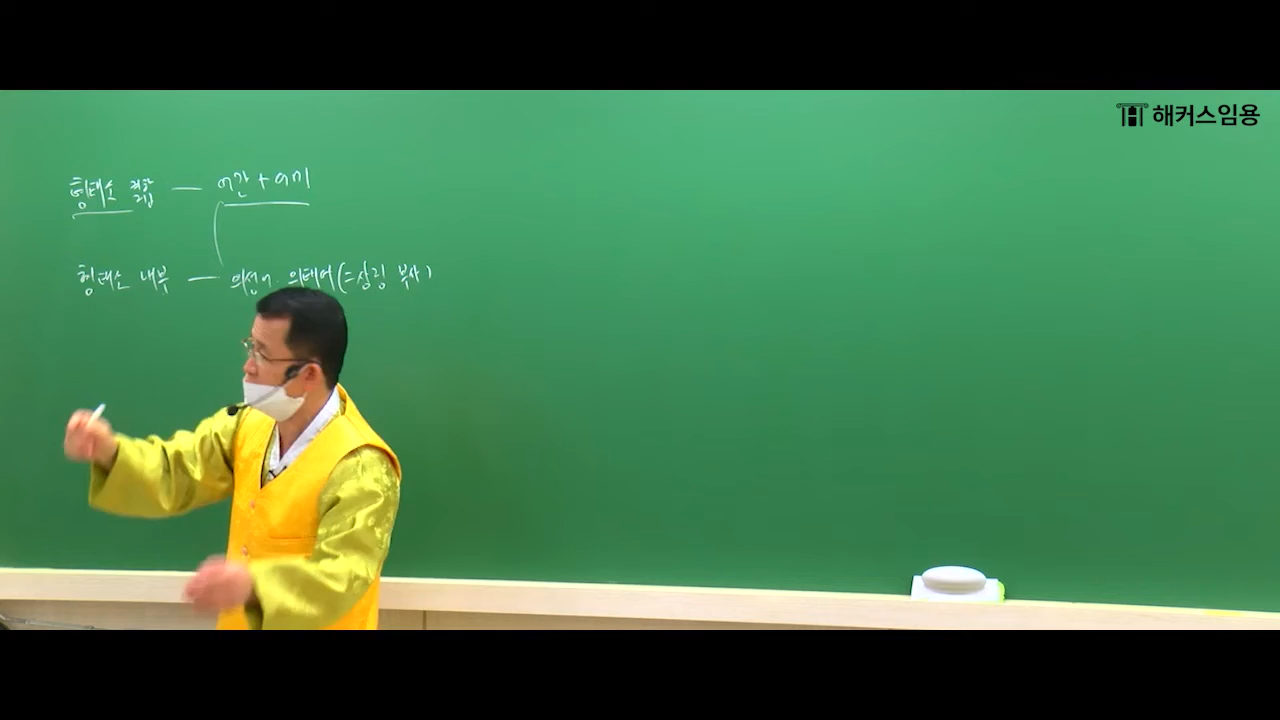 해커스임용
형태소 결합 — 어간 + 어미
형태소 내부 — 의성어·의태어(=상징 부사)